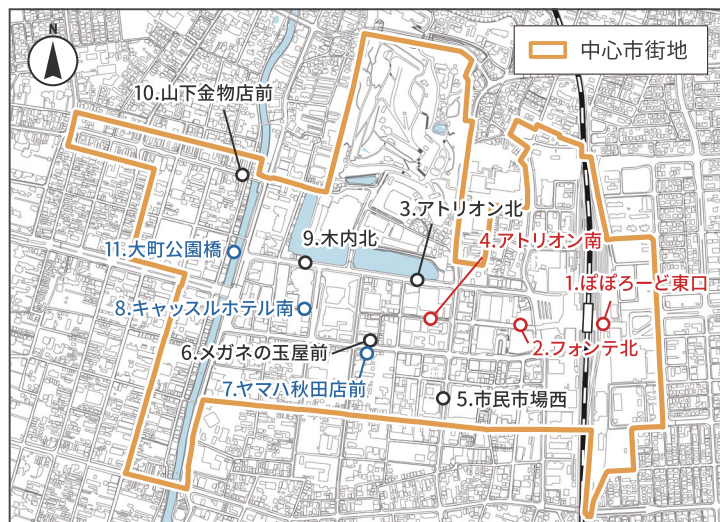 N
中心市街地
10.山下金物店前
3.アトリオン北
4.アトリオン南
11.大町公園橋
9.木内北
1.ぽぽろーど東口
8.キャッスルホテル南
6.メガネの玉屋前
2.フォンテ北
7.ヤマハ秋田店前
5.市民市場西